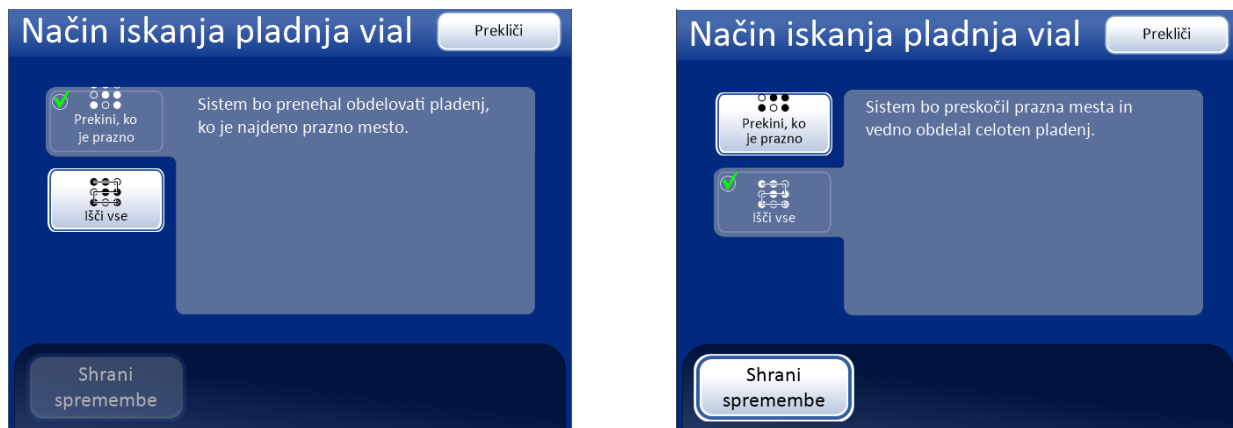 Način iskanja pladnja vial
Prekliči
Prekini, ko
je prazno
Sistem bo prenehal obdelovati pladenj,
ko je najdeno prazno mesto.
Išči vse
Shrani
spremembe
Način iskanja pladnja vial
Prekliči
Prekini, ko
je prazno
Sistem bo preskočil prazna mesta in
vedno obdelal celoten pladenj.
Išči vse
Shrani
spremembe